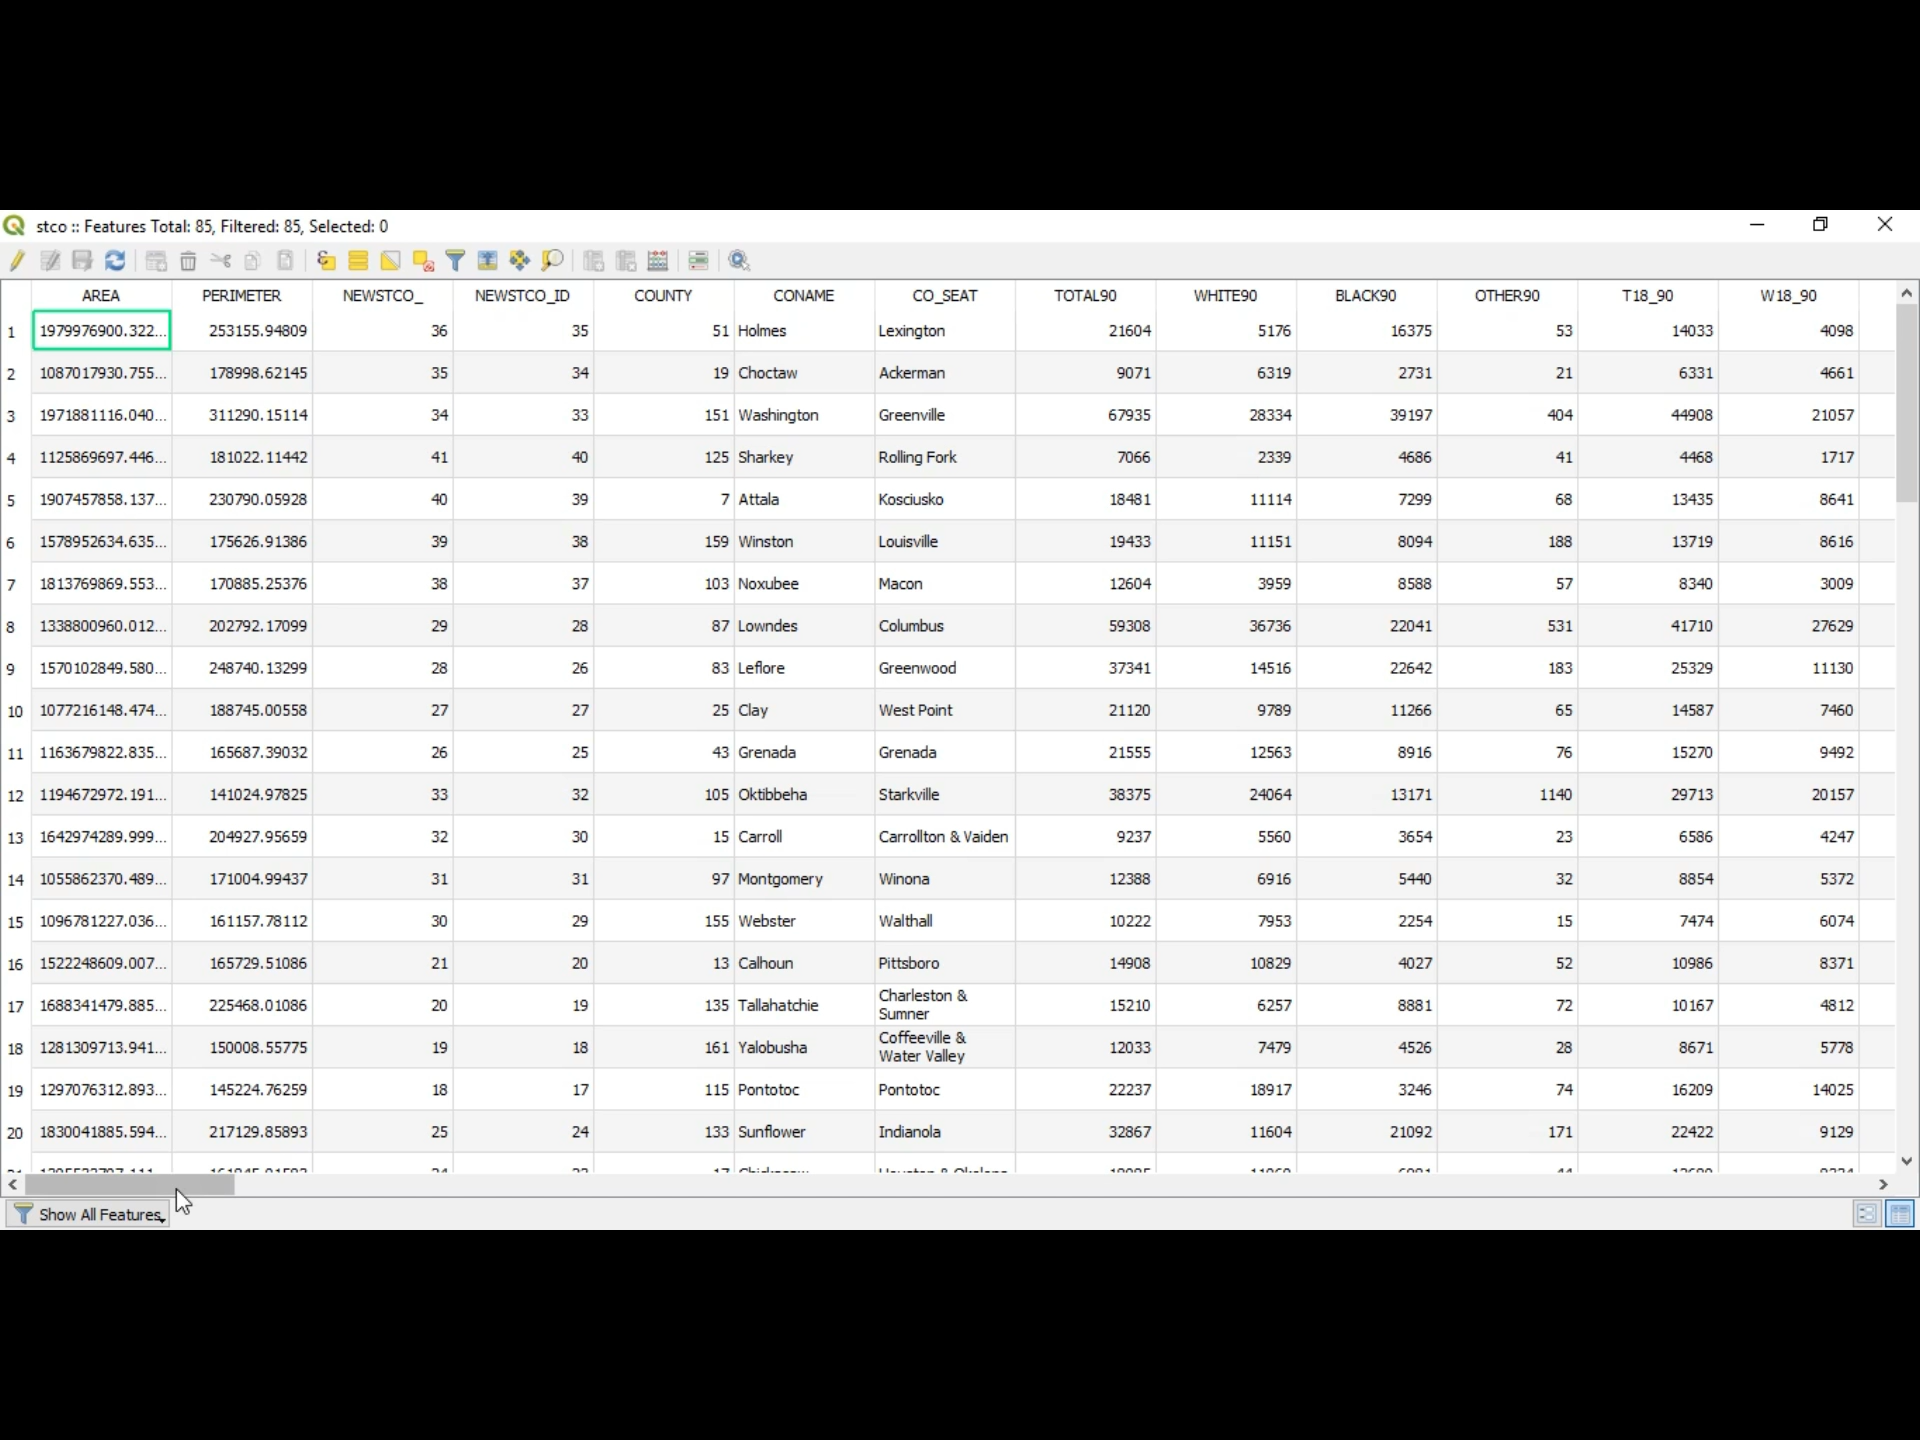 stco :: Features Total: 85, Filtered: 85, Selected: 0
AREA PERIMETER NEWSTCO_ NEWSTCO_ID COUNTY CONAME CO_SEAT TOTAL90 WHITE90 BLACK90 OTHER90 T18_90 W18_90
1 1979976900.322... 253155.94809 36 35 51 Holmes Lexington 21604 5176 16375 53 14033 4098
2 1087017930.755... 178998.62145 35 34 19 Choctaw Ackerman 9071 6319 2731 21 6331 4661
3 1971881116.040... 311290.15114 34 33 151 Washington Greenville 67935 28334 39197 404 44908 21057
4 1125869697.446... 181022.11442 41 40 125 Sharkey Rolling Fork 7066 2339 4686 41 4468 1717
5 1907457858.137... 230790.05928 40 39 7 Attala Kosciusko 18481 11114 7299 68 13435 8641
6 1578952634.635... 175626.91386 39 38 159 Winston Louisville 19433 11151 8094 188 13719 8616
7 1813769869.553... 170885.25376 38 37 103 Noxubee Macon 12604 3959 8588 57 8340 3009
8 1338800960.012... 202792.17099 29 28 87 Lowndes Columbus 59308 36736 22041 531 41710 27629
9 1570102849.580... 248740.13299 28 26 83 Leflore Greenwood 37341 14516 22642 183 25329 11130
10 1077216148.474... 188745.00558 27 27 25 Clay West Point 21120 9789 11266 65 14587 7460
11 1163679822.835... 165687.39032 26 25 43 Grenada Grenada 21555 12563 8916 76 15270 9492
12 1194672972.191... 141024.97825 33 32 105 Oktibbeha Starkville 38375 24064 13171 1140 29713 20157
13 1642974289.999... 204927.95659 32 30 15 Carroll Carrollton & Vaiden 9237 5560 3654 23 6586 4247
14 1055862370.489... 171004.99437 31 31 97 Montgomery Winona 12388 6916 5440 32 8854 5372
15 1096781227.036... 161157.78112 30 29 155 Webster Walthall 10222 7953 2254 15 7474 6074
16 1522248609.007... 165729.51086 21 20 13 Calhoun Pittsboro 14908 10829 4027 52 10986 8371
17 1688341479.885... 225468.01086 20 19 135 Tallahatchie Charleston & Sumner 15210 6257 8881 72 10167 4812
18 1281309713.941... 150008.55775 19 18 161 Yalobusha Coffeeville & Water Valley 12033 7479 4526 28 8671 5778
19 1297076312.893... 145224.76259 18 17 115 Pontotoc Pontotoc 22237 18917 3246 74 16209 14025
20 1830041885.594... 217129.85893 25 24 133 Sunflower Indianola 32867 11604 21092 171 22422 9129
Show All Features